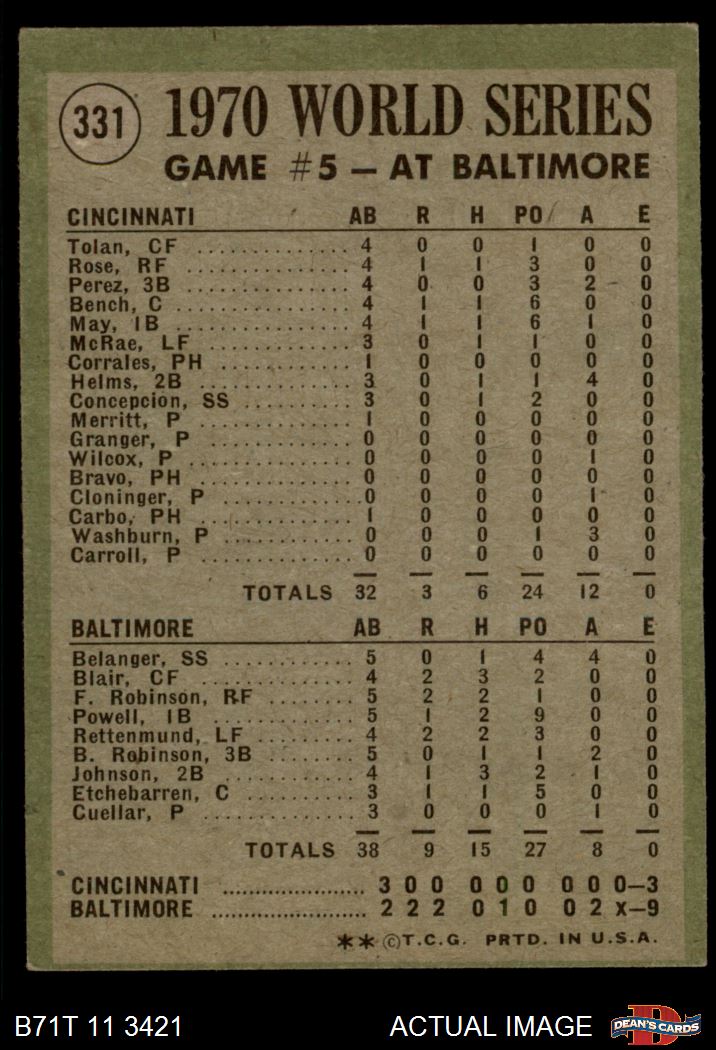 331 1970 WORLD SERIES
GAME #5 – AT BALTIMORE
CINCINNATI AB R H PO A E
Tolan, CF .............. 4 0 0 1 0 0
Rose, RF .............. 4 1 1 3 0 0
Perez, 3B .............. 4 0 0 3 2 0
Bench, C .............. 4 1 1 6 0 0
May, 1B .............. 4 1 1 6 1 0
McRae, LF ............ 3 0 1 1 0 0
Corrales, PH .......... 1 0 0 0 0 0
Helms, 2B ............ 3 0 1 1 4 0
Concepcion, SS ......... 3 0 1 2 0 0
Merritt, P ............ 1 0 0 0 0 0
Granger, P ............ 0 0 0 0 0 0
Wilcox, P ............. 0 0 0 0 1 0
Bravo, PH ............. 0 0 0 0 0 0
Cloninger, P ........... 0 0 0 0 1 0
Carbo, PH ............ 1 0 0 0 0 0
Washburn, P .......... 0 0 0 1 3 0
Carroll, P ............ 0 0 0 0 0 0
TOTALS 32 3 6 24 12 0
BALTIMORE AB R H PO A E
Belanger, SS ........... 5 0 1 4 4 0
Blair, CF .............. 4 2 3 2 0 0
F. Robinson, RF ........ 5 2 2 1 0 0
Powell, 1B ............ 5 1 2 9 0 0
Rettenmund, LF ......... 4 2 2 3 0 0
B. Robinson, 3B ........ 5 0 1 1 2 0
Johnson, 2B ........... 4 1 3 2 1 0
Etchebarren, C ......... 3 1 1 5 0 0
Cuellar, P ............ 3 0 0 0 1 0
TOTALS 38 9 15 27 8 0
CINCINNATI ...................... 3 0 0 0 0 0 0 0 0–3
BALTIMORE ....................... 2 2 2 0 1 0 0 2 X–9
** ©T.C.G. PRTD. IN U.S.A.
B71T 11 3421 ACTUAL IMAGE D DEAN'S CARDS